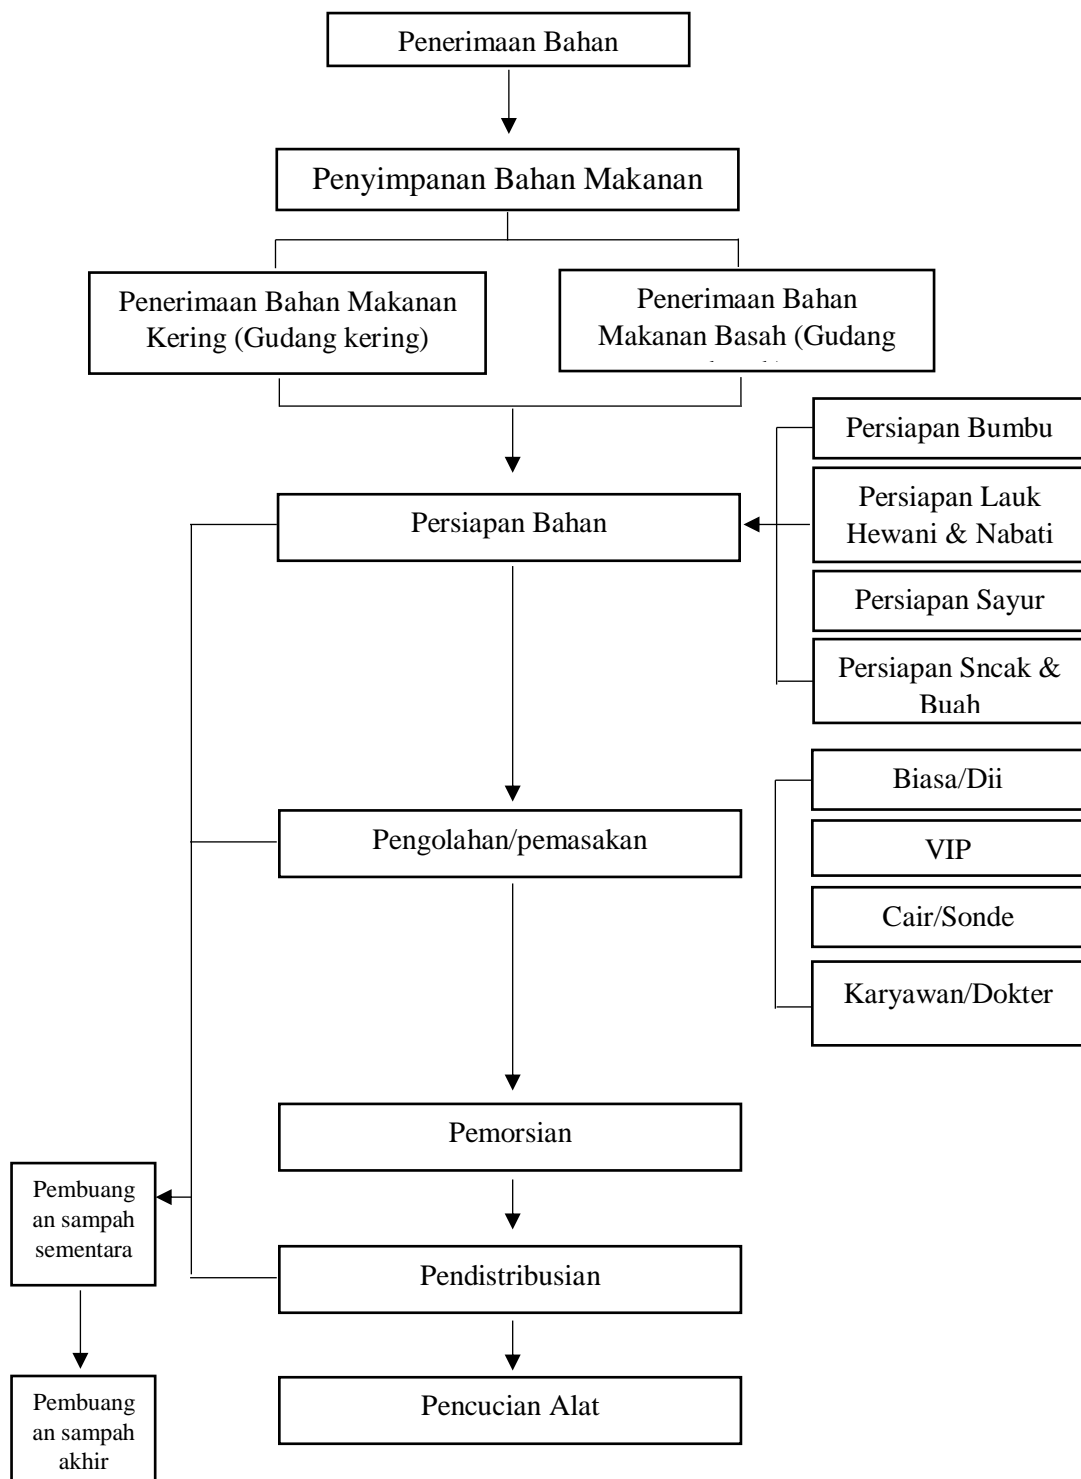 Penerimaan Bahan
Penyimpanan Bahan Makanan
Penerimaan Bahan Makanan
Kering (Gudang kering)
Penerimaan Bahan
Makanan Basah (Gudang
Persiapan Bumbu
Persiapan Lauk
Hewani & Nabati
Persiapan Bahan
Persiapan Sayur
Persiapan Sncak &
Buah
Biasa/Dii
Pengolahan/pemasakan
VIP
Cair/Sonde
Karyawan/Dokter
Pemorsian
Pembuang
an sampah
sementara
Pendistribusian
Pembuang
an sampah
akhir
Pencucian Alat